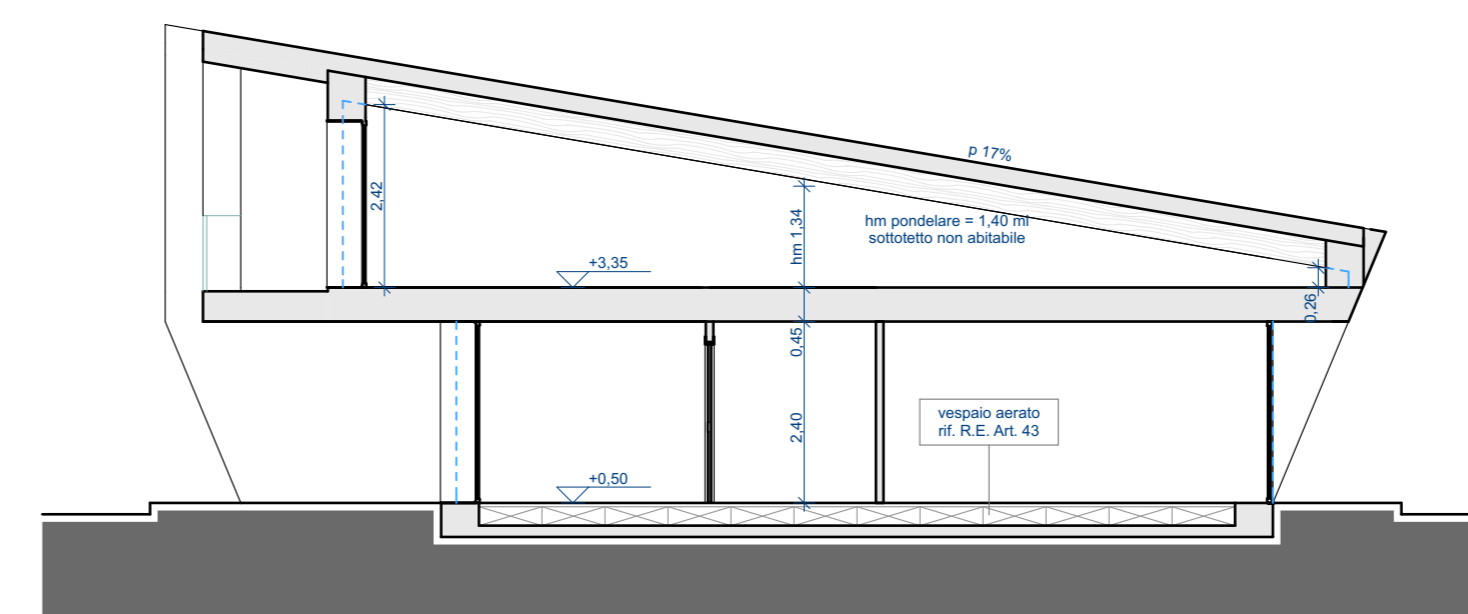 p 17%
2,42
hm 1,34
hm pondelare = 1,40 ml
sottotetto non abitabile
+3,35
0,26
0,45
2,40
vespaio aerato
rif. R.E. Art. 43
+0,50